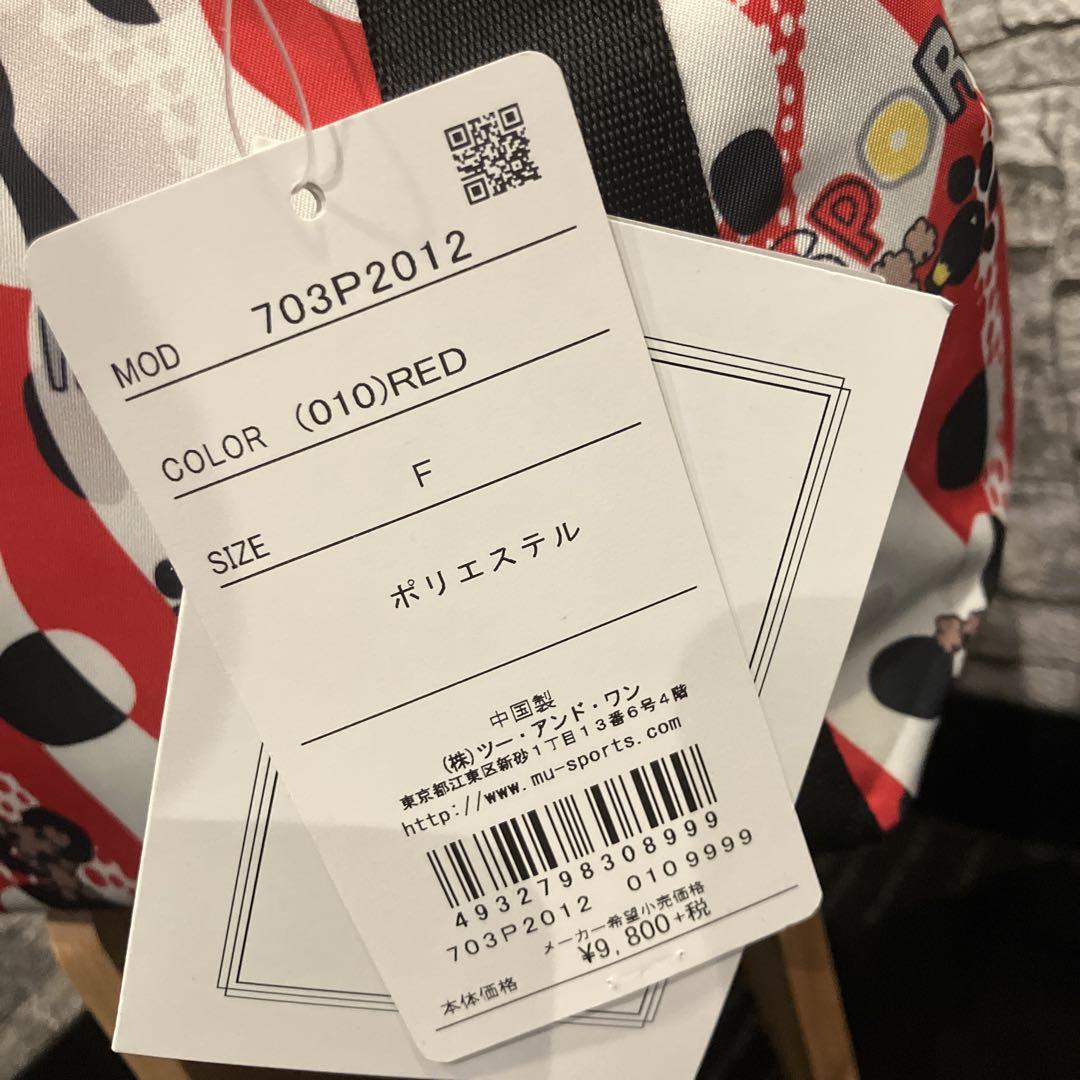 MOD 703P2012
COLOR (010)RED
SIZE F
ポリエステル
中国製
(株)ツー・アンド・ワン
東京都江東区新砂1丁目13番6号4階
http://www.mu-sports.com
4932798308999
703P2012 0109999
メーカー希望小売価格
本体価格 ¥9,800+税
SPOR